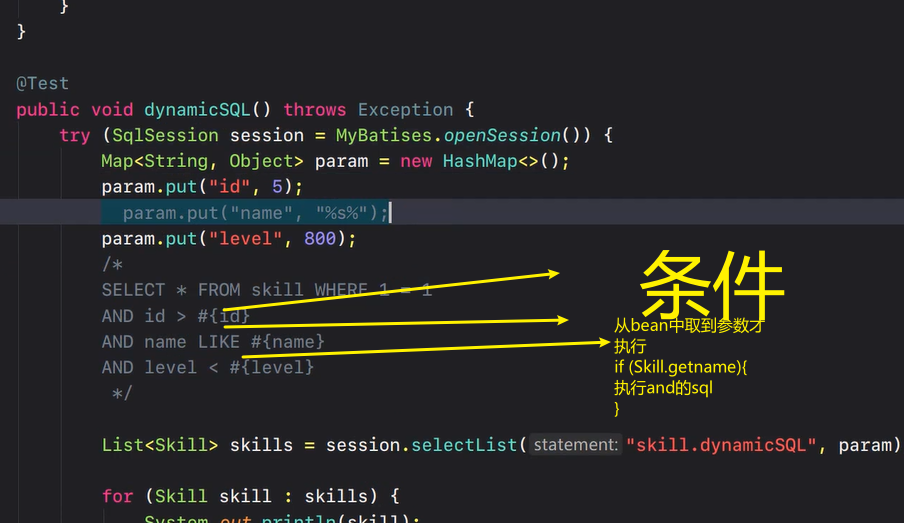 }
}
@Test
public void dynamicSQL() throws Exception {
try (SqlSession session = MyBatises.openSession()) {
Map<String, Object> param = new HashMap<>();
param.put("id", 5);
param.put("name", "%s%");
param.put("level", 800);
/*
SELECT * FROM skill WHERE 1 = 1
AND id > #{id}
AND name LIKE #{name}
AND level < #{level}
*/
条件
从bean中取到参数才
执行
if (Skill.getname){
执行and的sql
}
List<Skill> skills = session.selectList( statement: "skill.dynamicSQL", param)
for (Skill skill : skills) {
System.out.println(skill);